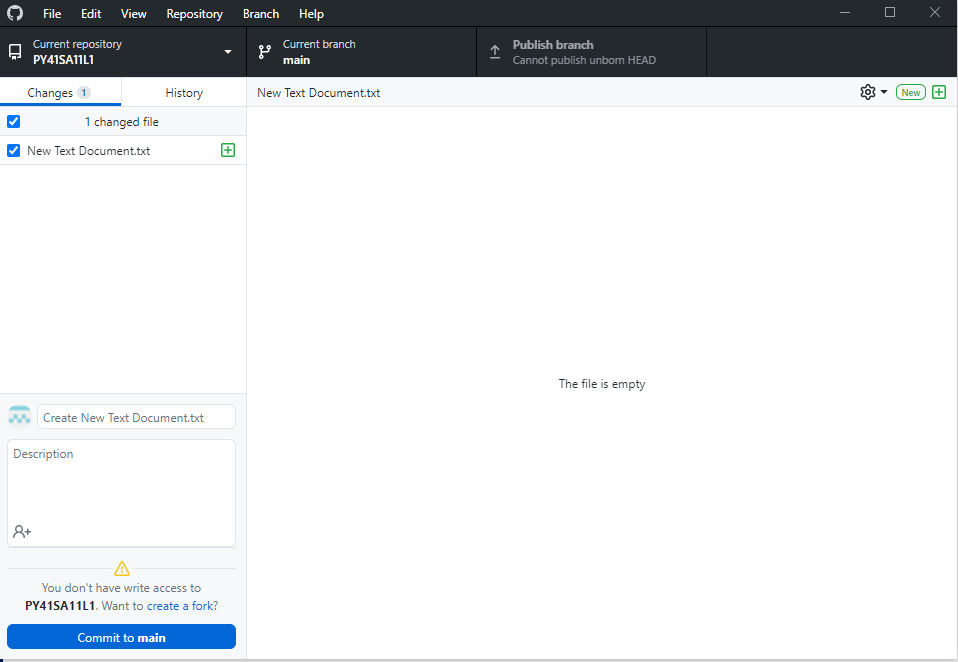 File Edit View Repository Branch Help
Current repository
PY41SA11L1
Current branch
main
Publish branch
Cannot publish unborn HEAD
Changes 1 History
New Text Document.txt
New
1 changed file
New Text Document.txt
The file is empty
Create New Text Document.txt
Description
You don't have write access to
PY41SA11L1. Want to create a fork?
Commit to main